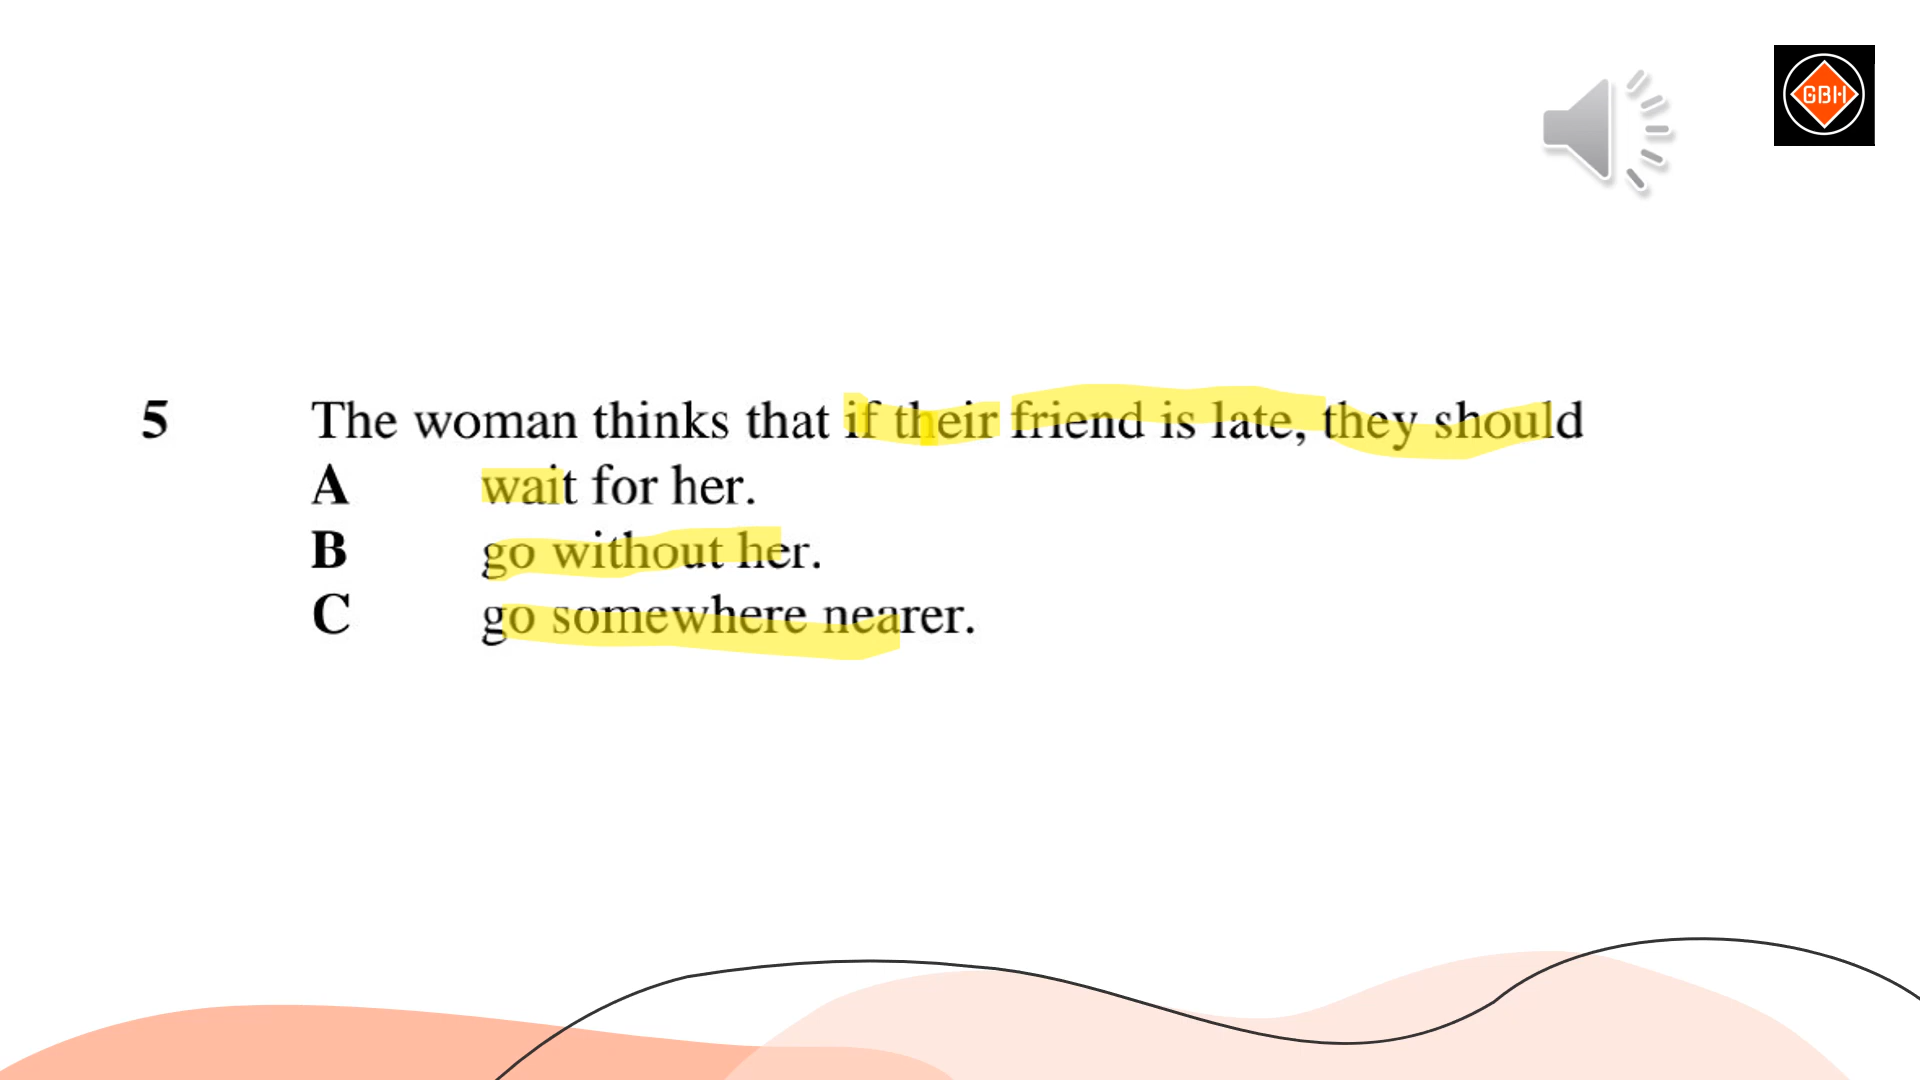 GBH
5 The woman thinks that if their friend is late, they should
A wait for her.
B go without her.
C go somewhere nearer.